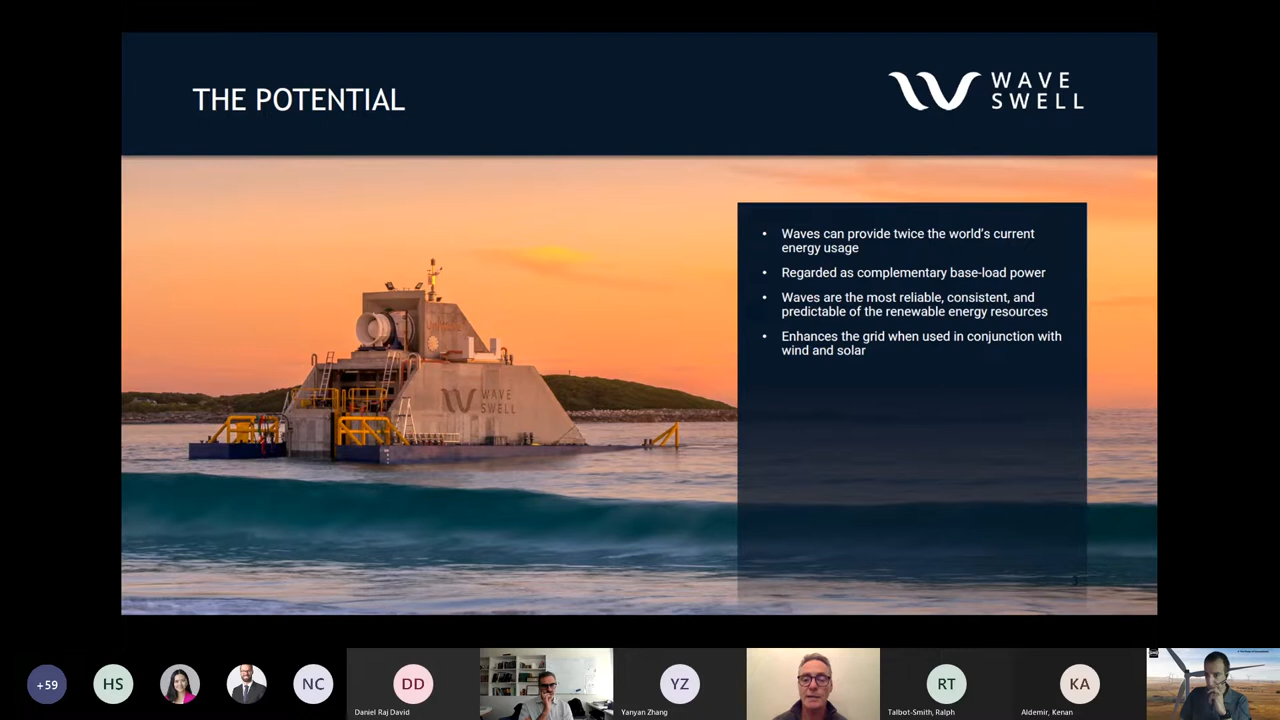 THE POTENTIAL
WAVE
SWELL
• Waves can provide twice the world's current
energy usage
• Regarded as complementary base-load power
• Waves are the most reliable, consistent, and
predictable of the renewable energy resources
• Enhances the grid when used in conjunction with
wind and solar
WAVE
SWELL
3
+59
HS
NC
DD
YZ
RT
KA
Daniel Raj David
Yanyan Zhang
Talbot-Smith, Ralph
Aldemir, Kenan